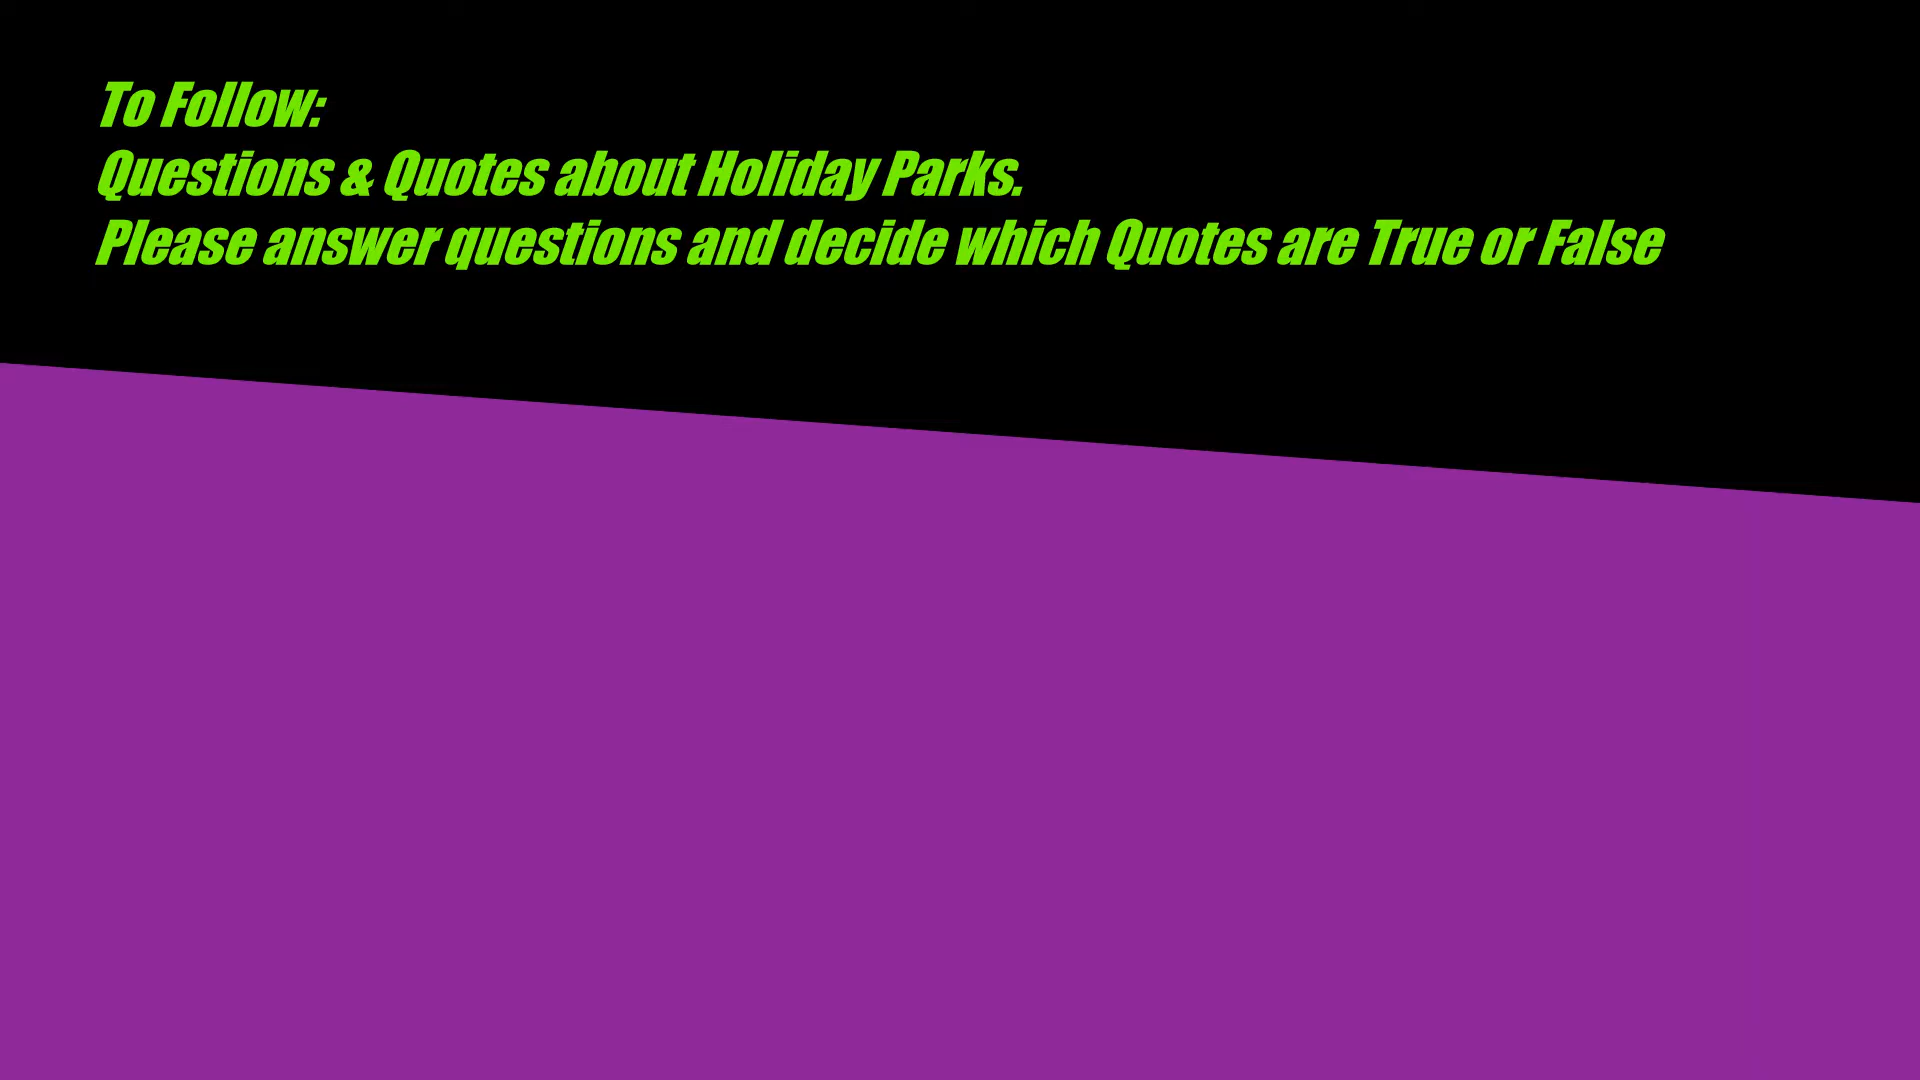 To Follow:
Questions & Quotes about Holiday Parks.
Please answer questions and decide which Quotes are True or False